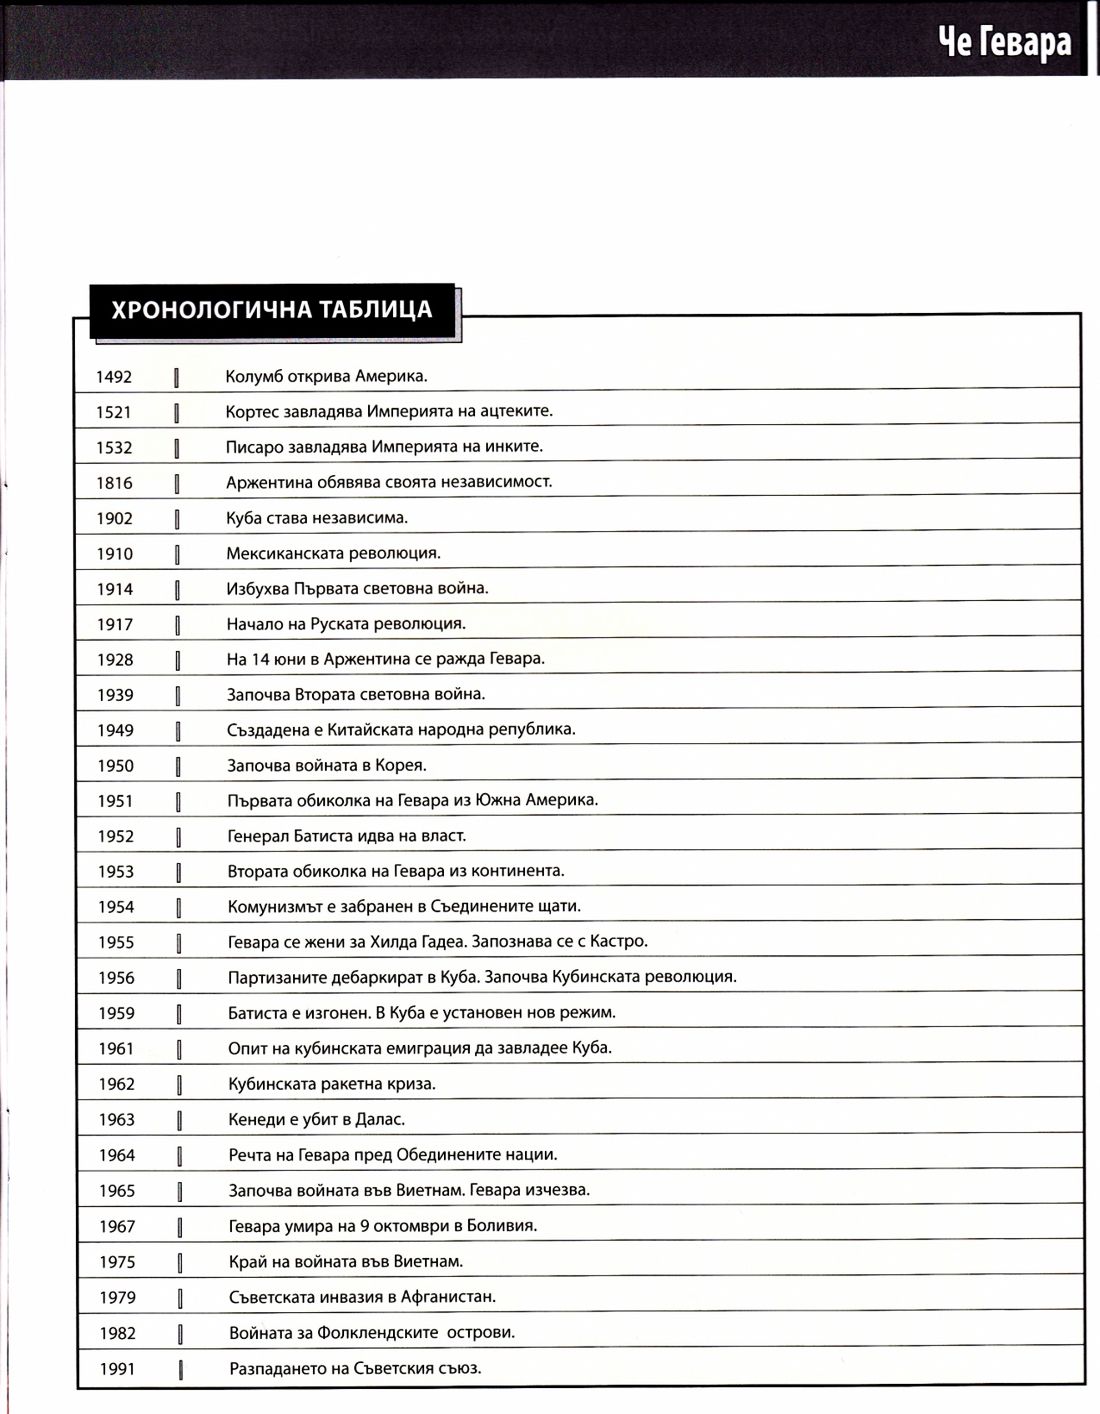 Че Гевара
ХРОНОЛОГИЧНА ТАБЛИЦА
1492 Колумб открива Америка.
1521 Кортес завладява Империята на ацтеките.
1532 Писаро завладява Империята на инките.
1816 Аржентина обявява своята независимост.
1902 Куба става независима.
1910 Мексиканската революция.
1914 Избухва Първата световна война.
1917 Начало на Руската революция.
1928 На 14 юни в Аржентина се ражда Гевара.
1939 Започва Втората световна война.
1949 Създадена е Китайската народна република.
1950 Започва войната в Корея.
1951 Първата обиколка на Гевара из Южна Америка.
1952 Генерал Батиста идва на власт.
1953 Втората обиколка на Гевара из континента.
1954 Комунизмът е забранен в Съединените щати.
1955 Гевара се жени за Хилда Гадеа. Запознава се с Кастро.
1956 Партизаните дебаркират в Куба. Започва Кубинската революция.
1959 Батиста е изгонен. В Куба е установен нов режим.
1961 Опит на кубинската емиграция да завладее Куба.
1962 Кубинската ракетна криза.
1963 Кенеди е убит в Далас.
1964 Речта на Гевара пред Обединените нации.
1965 Започва войната във Виетнам. Гевара изчезва.
1967 Гевара умира на 9 октомври в Боливия.
1975 Край на войната във Виетнам.
1979 Съветската инвазия в Афганистан.
1982 Войната за Фолклендските острови.
1991 Разпадането на Съветския съюз.